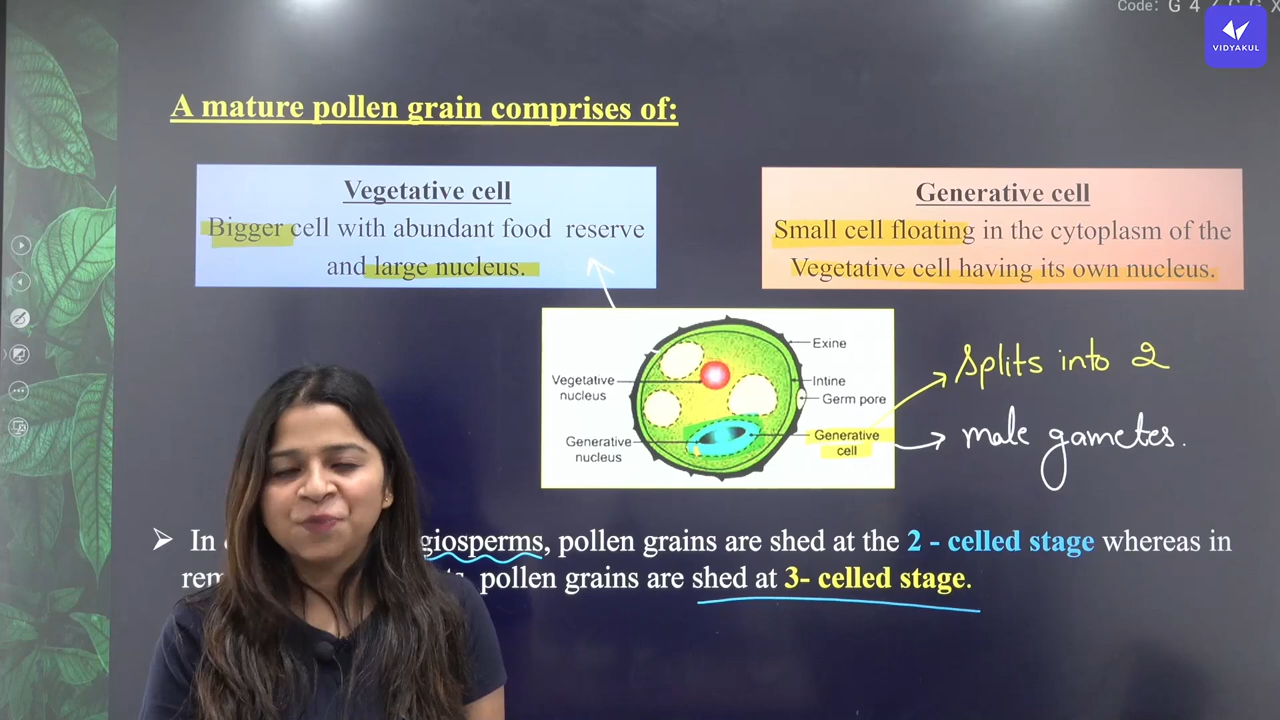 Code: G 4
VIDYAKUL
A mature pollen grain comprises of:
Vegetative cell
Bigger cell with abundant food reserve
and large nucleus.
Generative cell
Small cell floating in the cytoplasm of the
Vegetative cell having its own nucleus.
Exine
Vegetative
nucleus
Intine
Germ pore
Generative
nucleus
Generative
cell
Splits into 2
male gametes.
In giosperms, pollen grains are shed at the 2 - celled stage whereas in
rem pollen grains are shed at 3- celled stage.